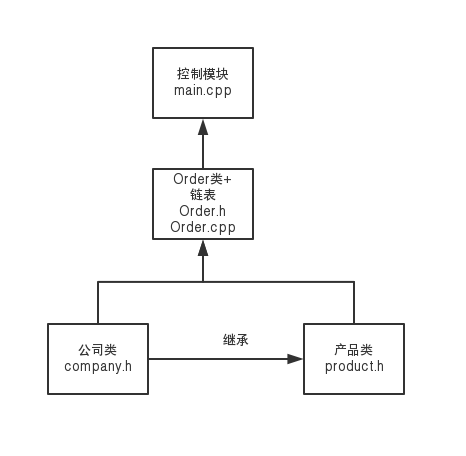 控制模块
main.cpp
Order类+
链表
Order.h
Order.cpp
公司类
company.h
继承
产品类
product.h